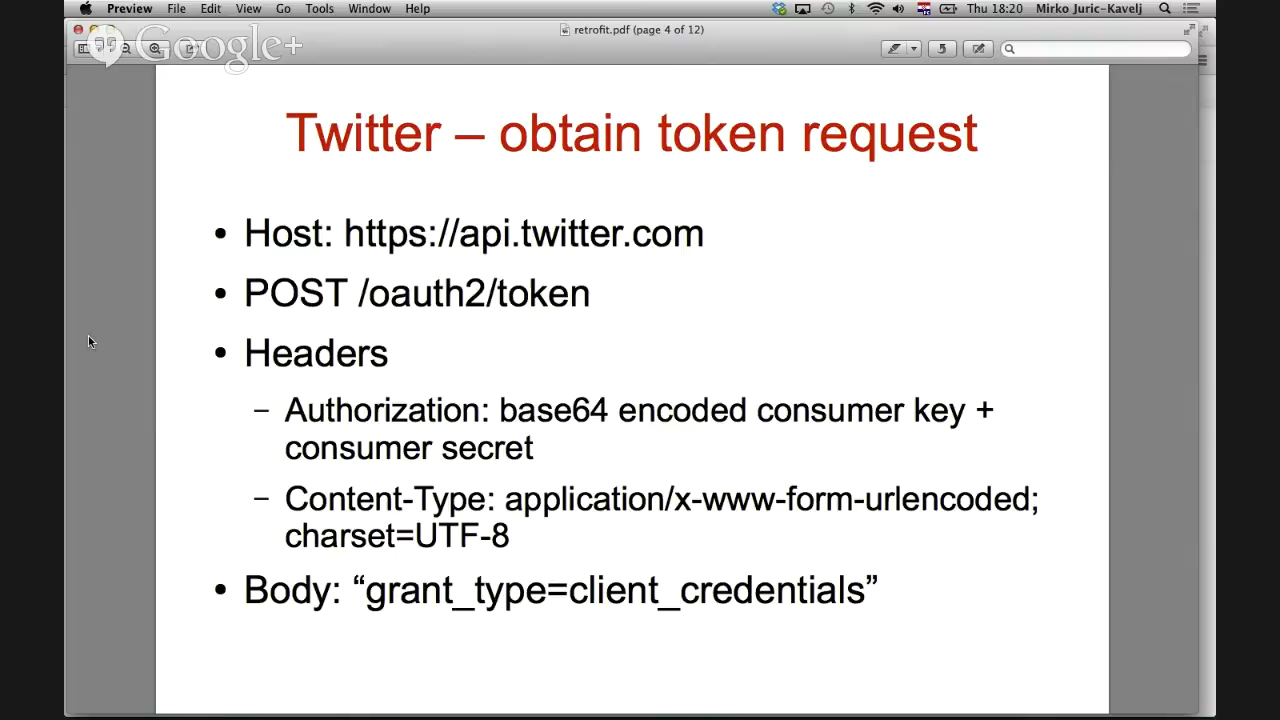 Preview File Edit View Go Tools Window Help Thu 18:20 Mirko Juric-Kavelj
retrofit.pdf (page 4 of 12)
Google+
Twitter – obtain token request
• Host: https://api.twitter.com
• POST /oauth2/token
• Headers
– Authorization: base64 encoded consumer key +
consumer secret
– Content-Type: application/x-www-form-urlencoded;
charset=UTF-8
• Body: “grant_type=client_credentials”